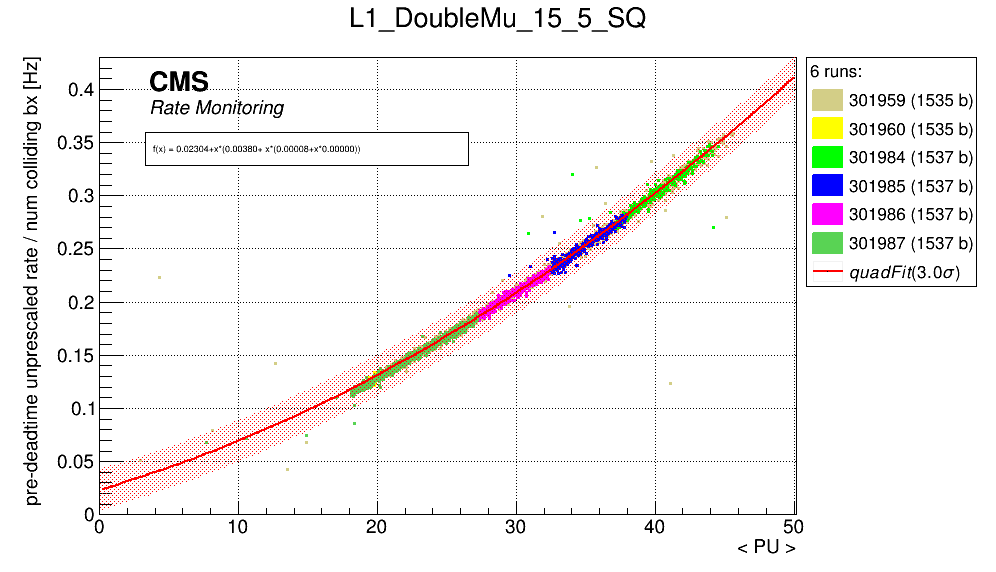 L1_DoubleMu_15_5_SQ
pre-deadtime unprescaled rate / num colliding bx [Hz]
CMS
Rate Monitoring
f(x) = 0.02304+x*(0.00380+ x*(0.00008+x*0.00000))
0.4
0.35
0.3
0.25
0.2
0.15
0.1
0.05
0
0 10 20 30 40 50
< PU >
6 runs:
301959 (1535 b)
301960 (1535 b)
301984 (1537 b)
301985 (1537 b)
301986 (1537 b)
301987 (1537 b)
quadFit(3.0σ)